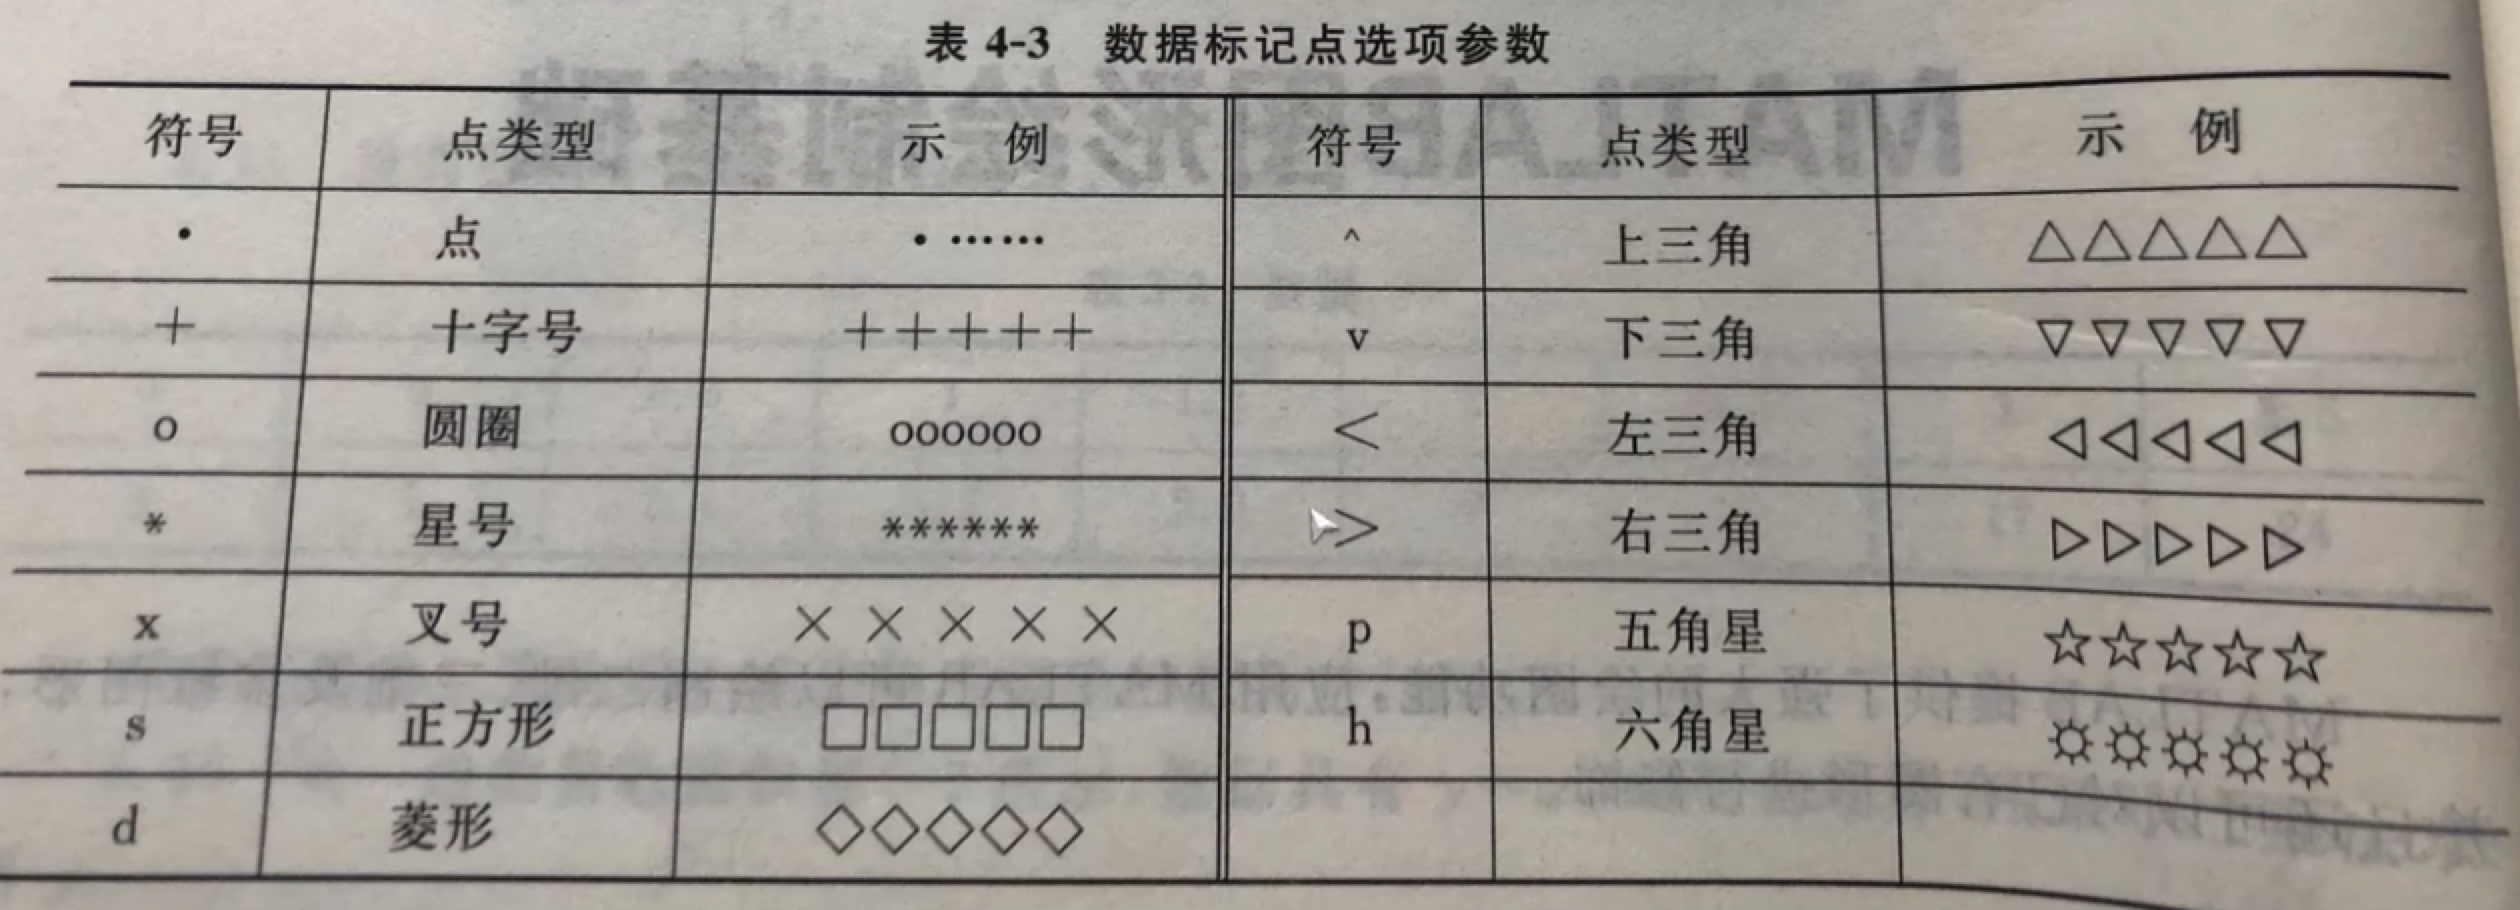 表 4-3 数据标记点选项参数
符号 点类型 示 例 符号 点类型 示 例
• 点 • ······ ^ 上三角 △△△△△
+ 十字号 +++++ v 下三角 ▽▽▽▽▽
o 圆圈 oooooo < 左三角 ◁◁◁◁◁
* 星号 ****** > 右三角 ▷▷▷▷▷
x 叉号 ××××× p 五角星 ☆☆☆☆☆
s 正方形 □□□□□ h 六角星 ☼☼☼☼☼
d 菱形 ◇◇◇◇◇